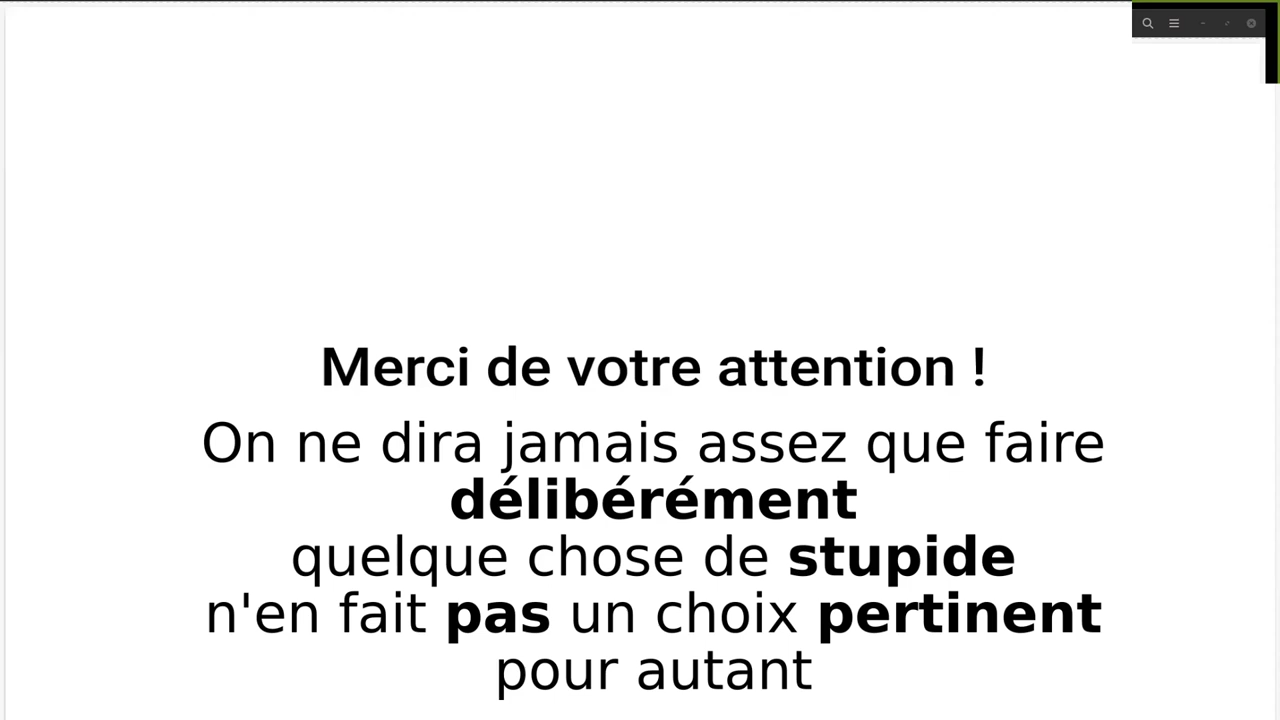 Merci de votre attention !
On ne dira jamais assez que faire
délibérément
quelque chose de stupide
n'en fait pas un choix pertinent
pour autant